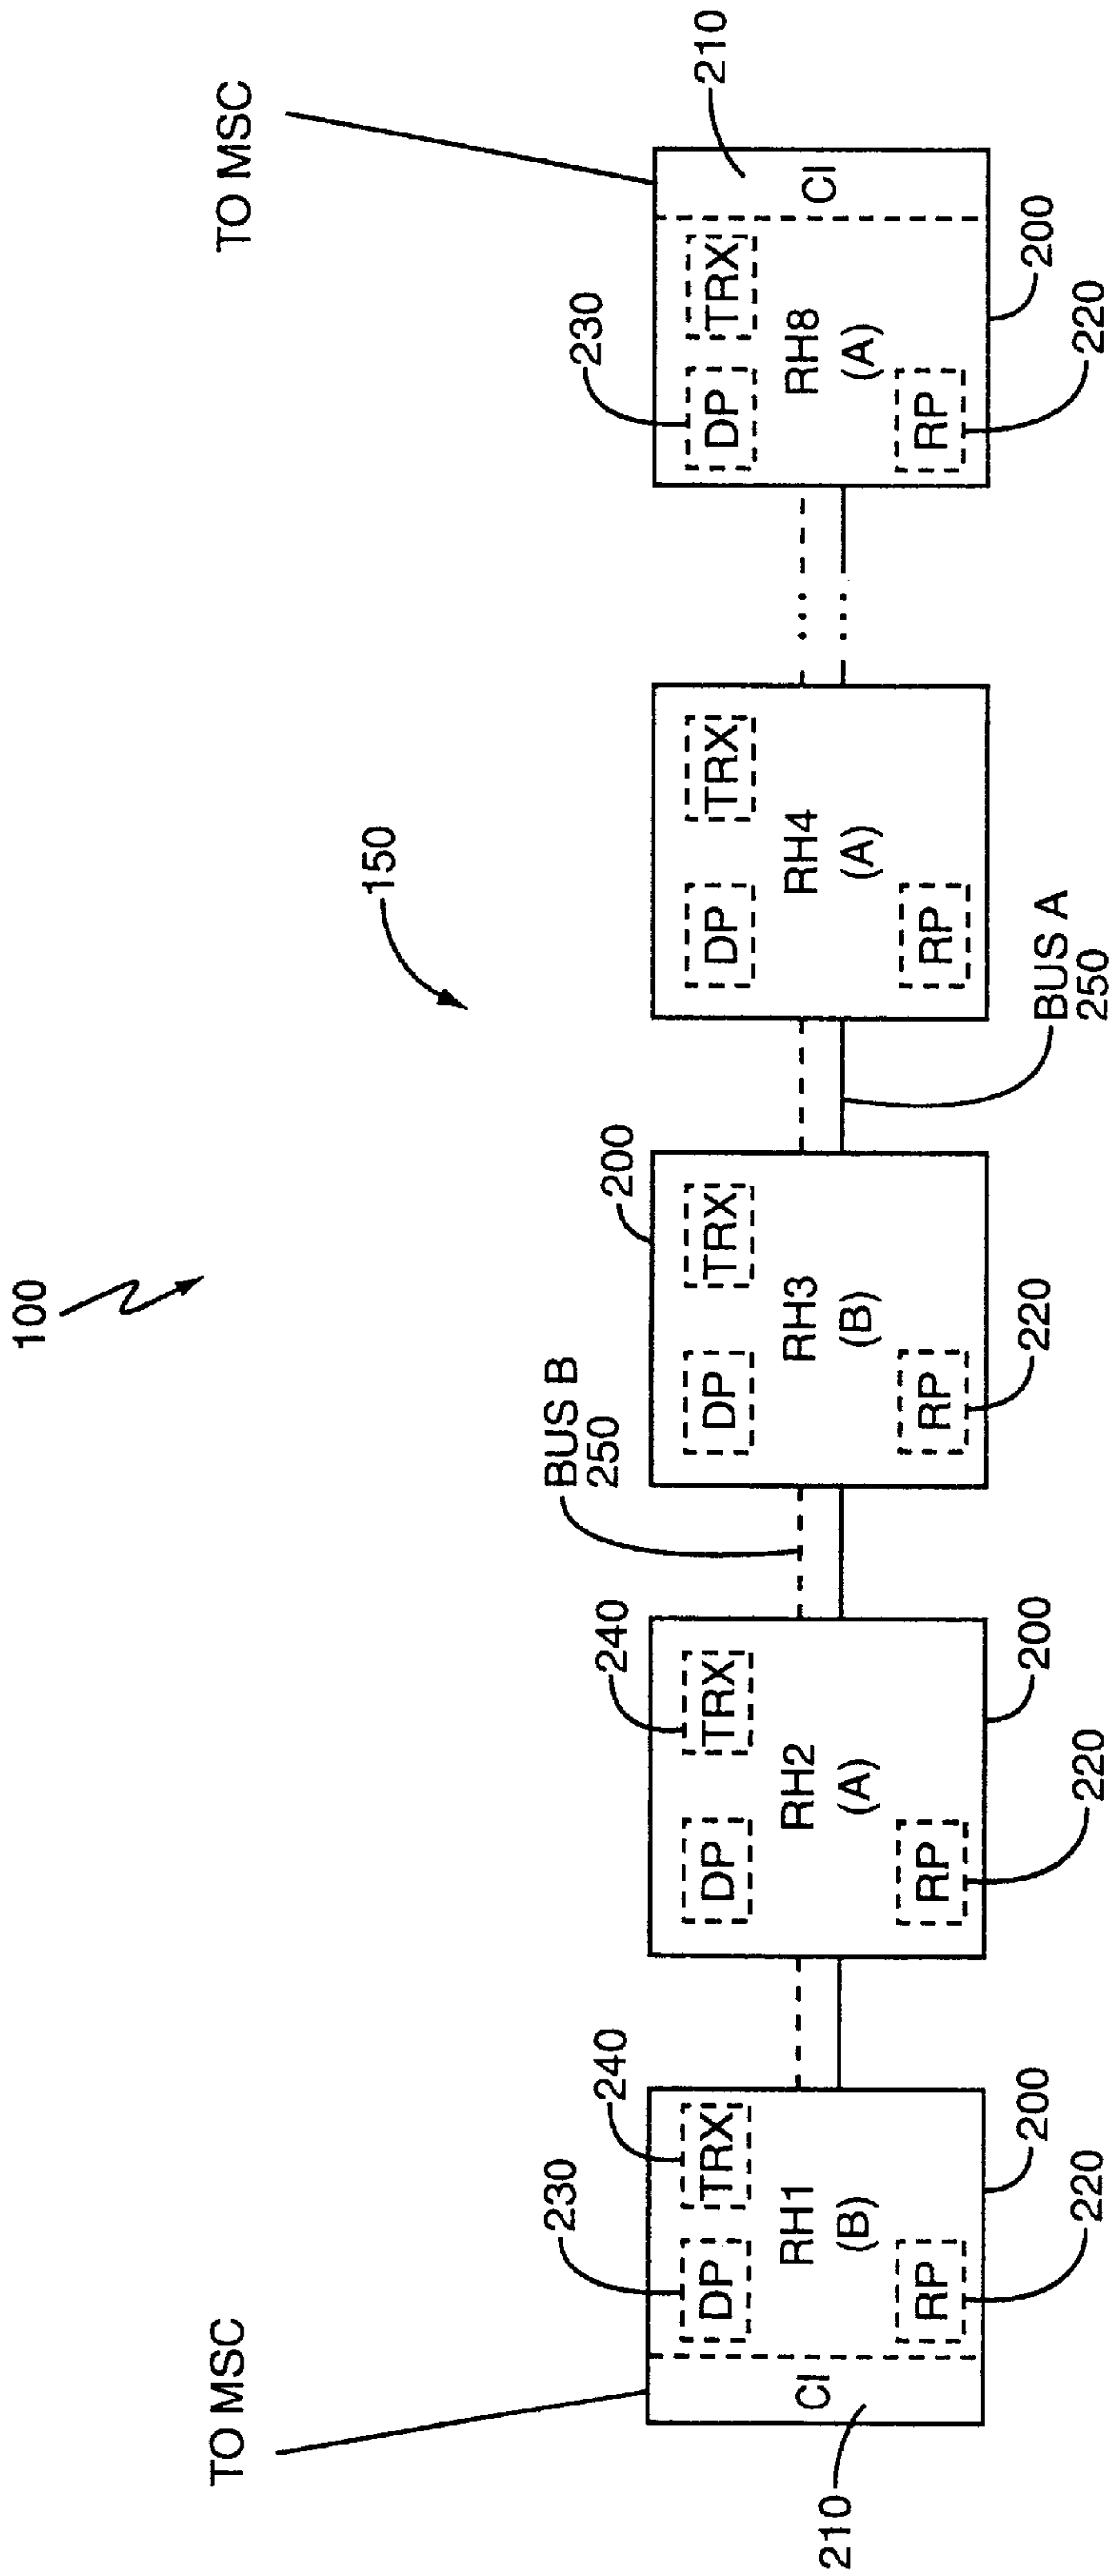 100
150
TO MSC
TO MSC
210
CI
230
DP
240
TRX
RH1
(B)
RP
220
200
240
TRX
DP
RH2
(A)
RP
220
200
BUS B
250
200
DP
TRX
RH3
(B)
RP
220
BUS A
250
DP
TRX
RH4
(A)
RP
230
DP
TRX
RH8
(A)
RP
220
200
CI
210